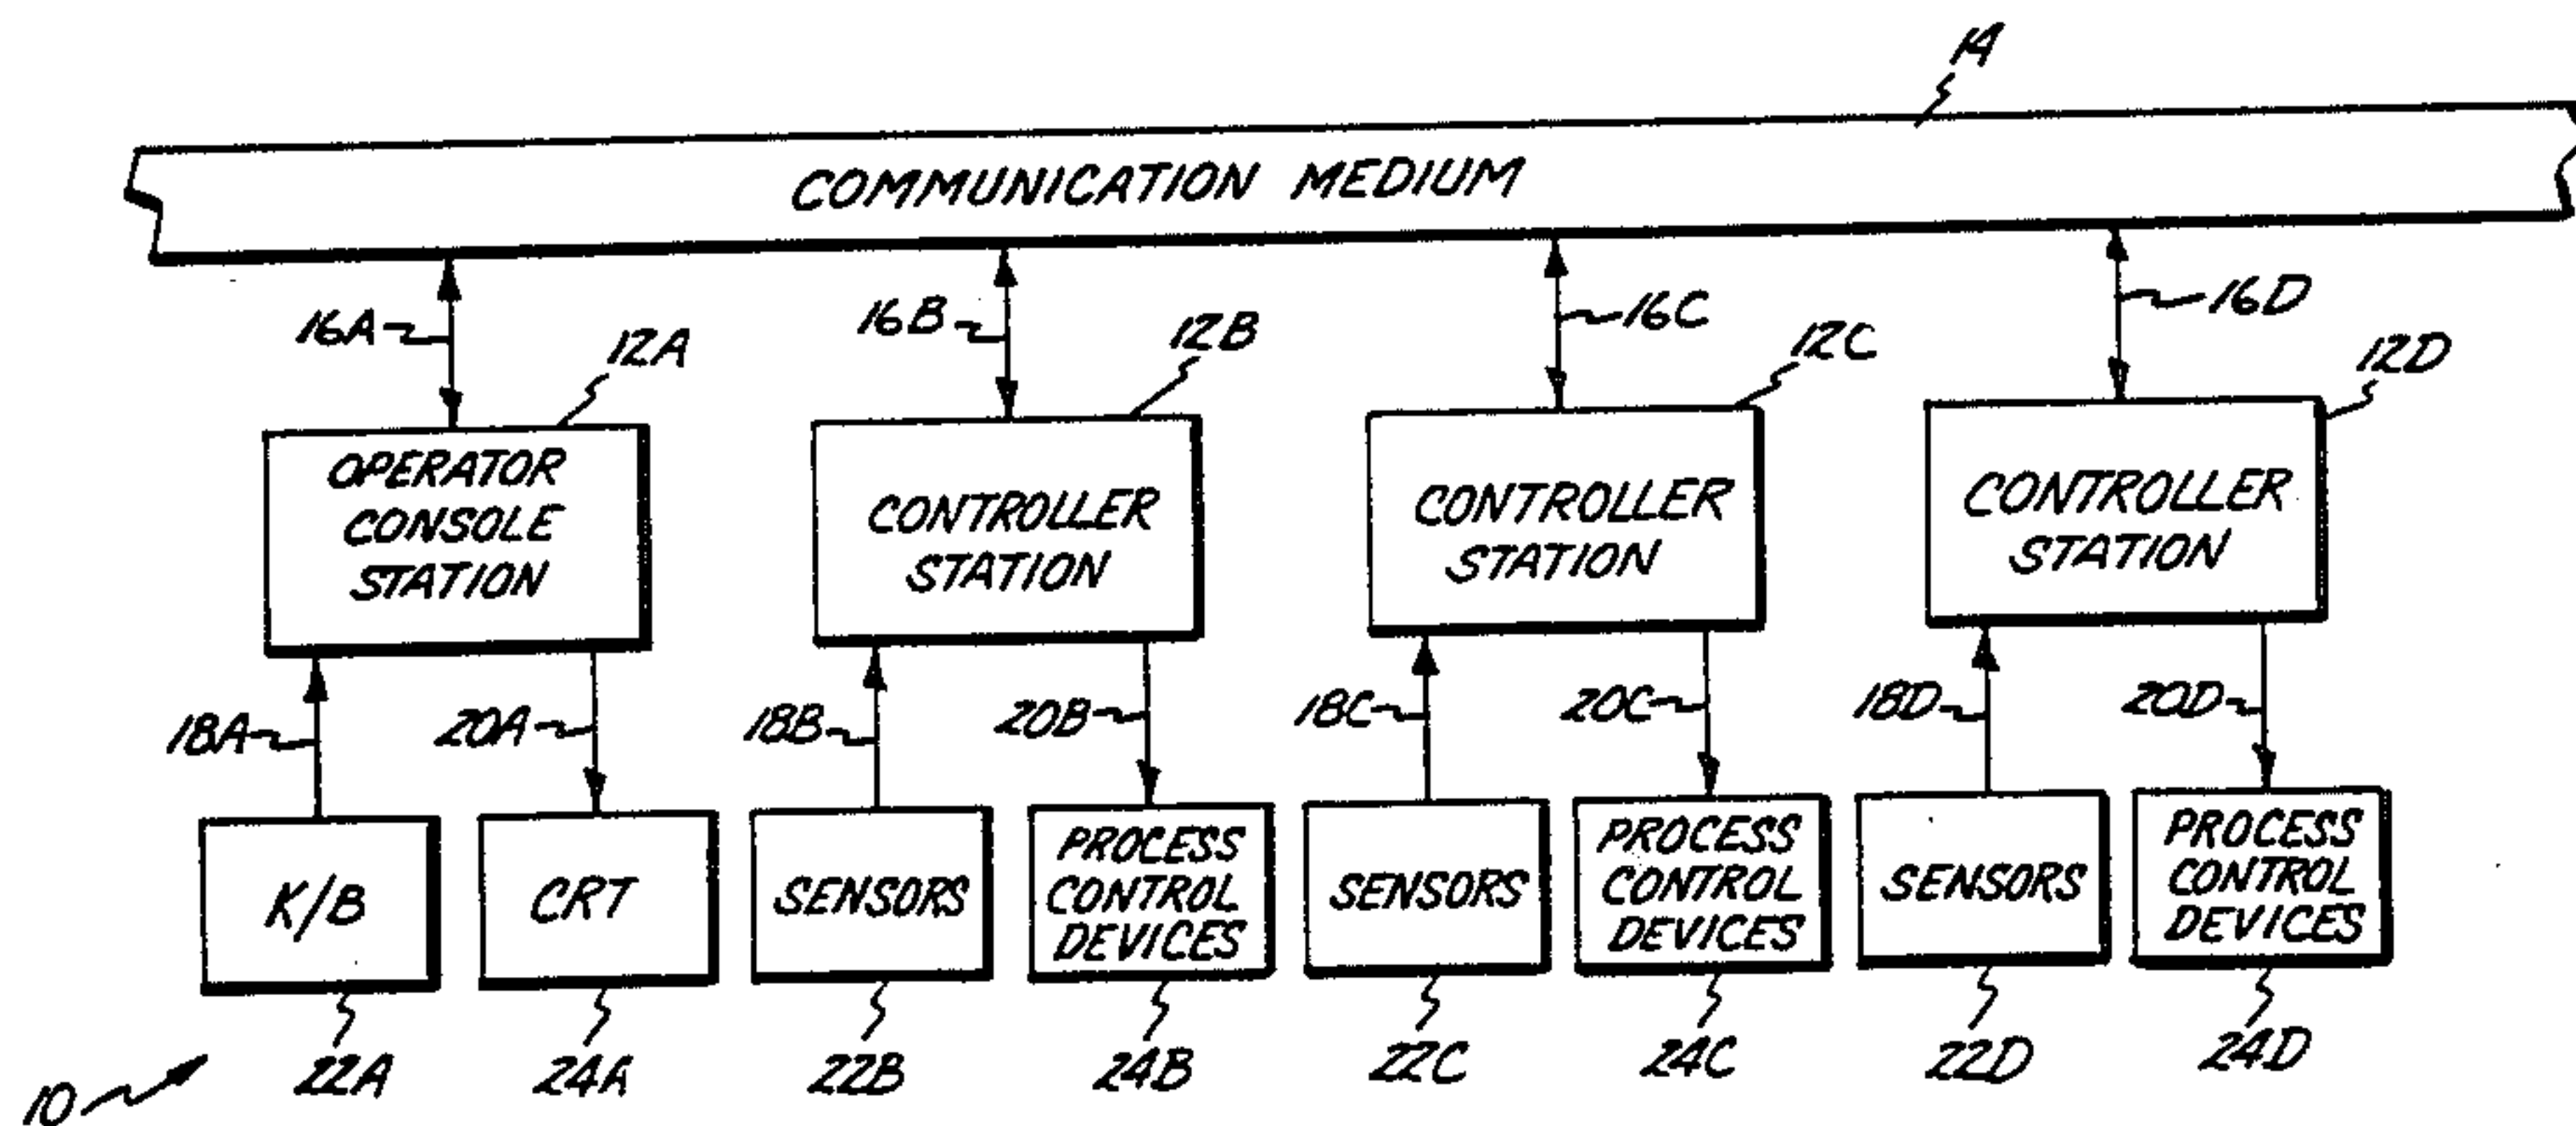 14
COMMUNICATION MEDIUM
16A
16B
16C
16D
12A
12B
12C
12D
OPERATOR
CONSOLE
STATION
CONTROLLER
STATION
CONTROLLER
STATION
CONTROLLER
STATION
18A
20A
18B
20B
18C
20C
18D
20D
K/B
CRT
SENSORS
PROCESS
CONTROL
DEVICES
SENSORS
PROCESS
CONTROL
DEVICES
SENSORS
PROCESS
CONTROL
DEVICES
22A
24A
22B
24B
22C
24C
22D
24D
10